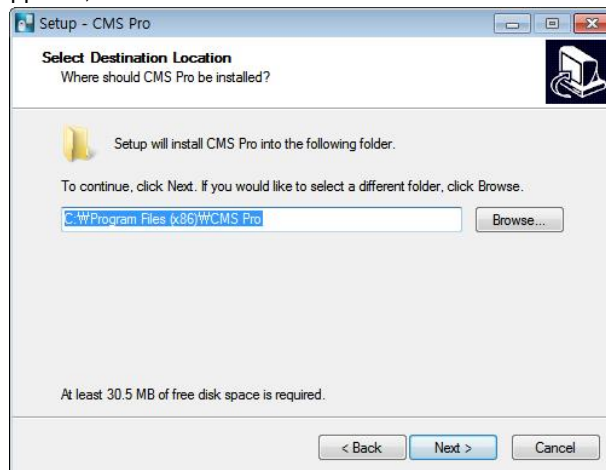 Setup - CMS Pro
Select Destination Location
Where should CMS Pro be installed?
Setup will install CMS Pro into the following folder.
To continue, click Next. If you would like to select a different folder, click Browse.
C:₩Program Files (x86)₩CMS Pro
Browse...
At least 30.5 MB of free disk space is required.
< Back
Next >
Cancel